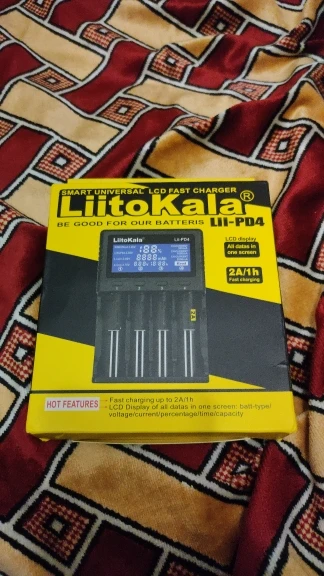 SMART UNIVERSAL LCD FAST CHARGER
LiitoKala®
BE GOOD FOR OUR BATTERIS LII-PD4
LiitoKala Lii-PD4
LCD display
All datas in
one screen
2A/1h
Fast charging
HOT FEATURES
- Fast charging up to 2A/1h
- LCD Display of all datas in one screen: batt-type/
voltage/current/percentage/time/capacity